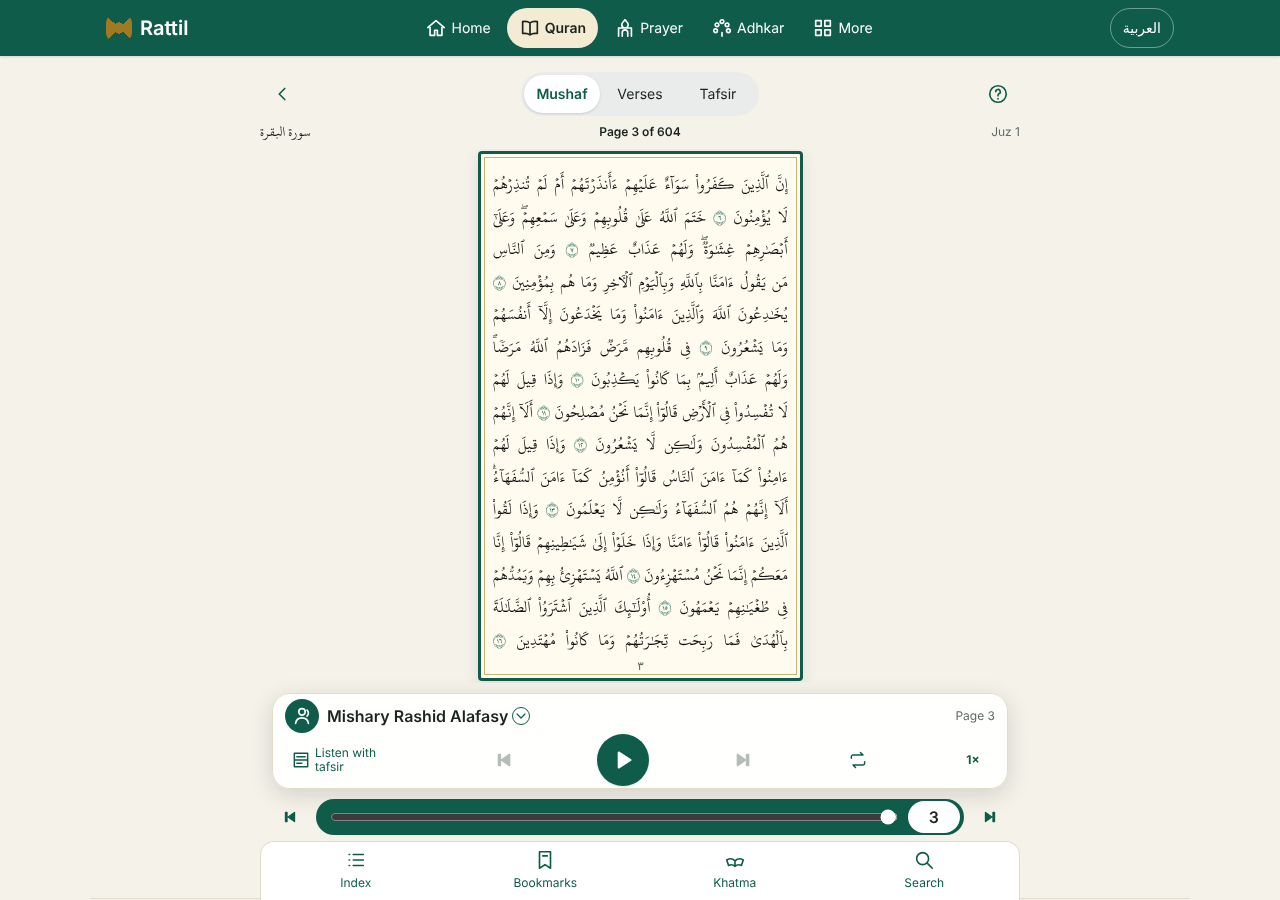 Rattil
Home
Quran
Prayer
Adhkar
More
العربية
Mushaf
Verses
Tafsir
سورة البقرة
Page 3 of 604
Juz 1
إِنَّ ٱلَّذِينَ كَفَرُوا۟ سَوَآءٌ عَلَيْهِمْ ءَأَنذَرْتَهُمْ أَمْ لَمْ تُنذِرْهُمْ
لَا يُؤْمِنُونَ ٦ خَتَمَ ٱللَّهُ عَلَىٰ قُلُوبِهِمْ وَعَلَىٰ سَمْعِهِمْ ۖ وَعَلَىٰٓ
أَبْصَـٰرِهِمْ غِشَـٰوَةٌ ۖ وَلَهُمْ عَذَابٌ عَظِيمٌ ٧ وَمِنَ ٱلنَّاسِ
مَن يَقُولُ ءَامَنَّا بِٱللَّهِ وَبِٱلْيَوْمِ ٱلْـَٔاخِرِ وَمَا هُم بِمُؤْمِنِينَ ٨
يُخَـٰدِعُونَ ٱللَّهَ وَٱلَّذِينَ ءَامَنُوا۟ وَمَا يَخْدَعُونَ إِلَّآ أَنفُسَهُمْ
وَمَا يَشْعُرُونَ ٩ فِى قُلُوبِهِم مَّرَضٌ فَزَادَهُمُ ٱللَّهُ مَرَضًا ۖ
وَلَهُمْ عَذَابٌ أَلِيمٌۢ بِمَا كَانُوا۟ يَكْذِبُونَ ١٠ وَإِذَا قِيلَ لَهُمْ
لَا تُفْسِدُوا۟ فِى ٱلْأَرْضِ قَالُوٓا۟ إِنَّمَا نَحْنُ مُصْلِحُونَ ١١ أَلَآ إِنَّهُمْ
هُمُ ٱلْمُفْسِدُونَ وَلَـٰكِن لَّا يَشْعُرُونَ ١٢ وَإِذَا قِيلَ لَهُمْ
ءَامِنُوا۟ كَمَآ ءَامَنَ ٱلنَّاسُ قَالُوٓا۟ أَنُؤْمِنُ كَمَآ ءَامَنَ ٱلسُّفَهَآءُ ۗ
أَلَآ إِنَّهُمْ هُمُ ٱلسُّفَهَآءُ وَلَـٰكِن لَّا يَعْلَمُونَ ١٣ وَإِذَا لَقُوا۟
ٱلَّذِينَ ءَامَنُوا۟ قَالُوٓا۟ ءَامَنَّا وَإِذَا خَلَوْا۟ إِلَىٰ شَيَـٰطِينِهِمْ قَالُوٓا۟ إِنَّا
مَعَكُمْ إِنَّمَا نَحْنُ مُسْتَهْزِءُونَ ١٤ ٱللَّهُ يَسْتَهْزِئُ بِهِمْ وَيَمُدُّهُمْ
فِى طُغْيَـٰنِهِمْ يَعْمَهُونَ ١٥ أُو۟لَـٰٓئِكَ ٱلَّذِينَ ٱشْتَرَوُا۟ ٱلضَّلَـٰلَةَ
بِٱلْهُدَىٰ فَمَا رَبِحَت تِّجَـٰرَتُهُمْ وَمَا كَانُوا۟ مُهْتَدِينَ ١٦
٣
Mishary Rashid Alafasy
Page 3
Listen with
tafsir
1×
3
Index
Bookmarks
Khatma
Search